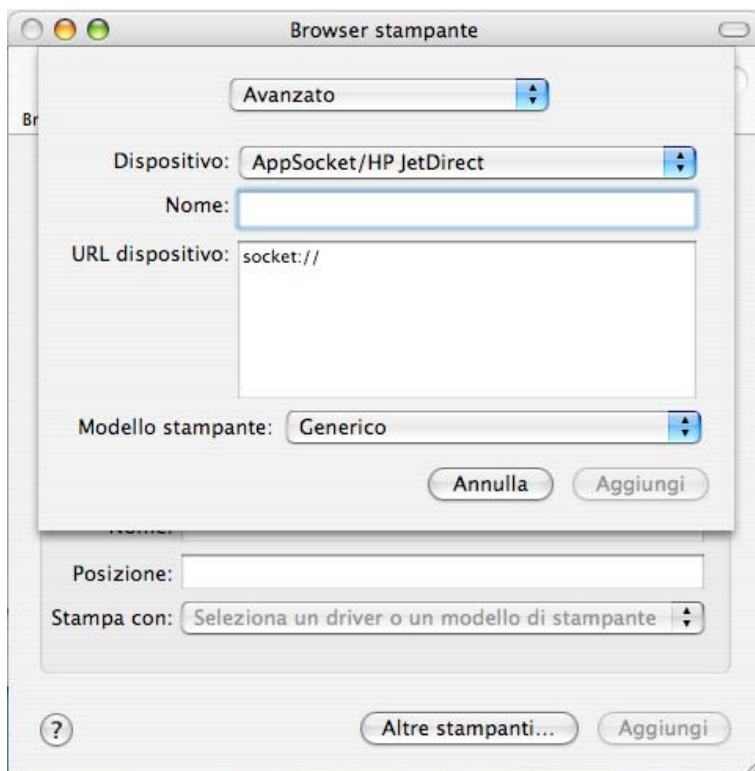 Browser stampante
Avanzato
Br
Dispositivo: AppSocket/HP JetDirect
Nome:
URL dispositivo: socket://
Modello stampante: Generico
Annulla Aggiungi
Nome:
Posizione:
Stampa con: Seleziona un driver o un modello di stampante
? Altre stampanti... Aggiungi